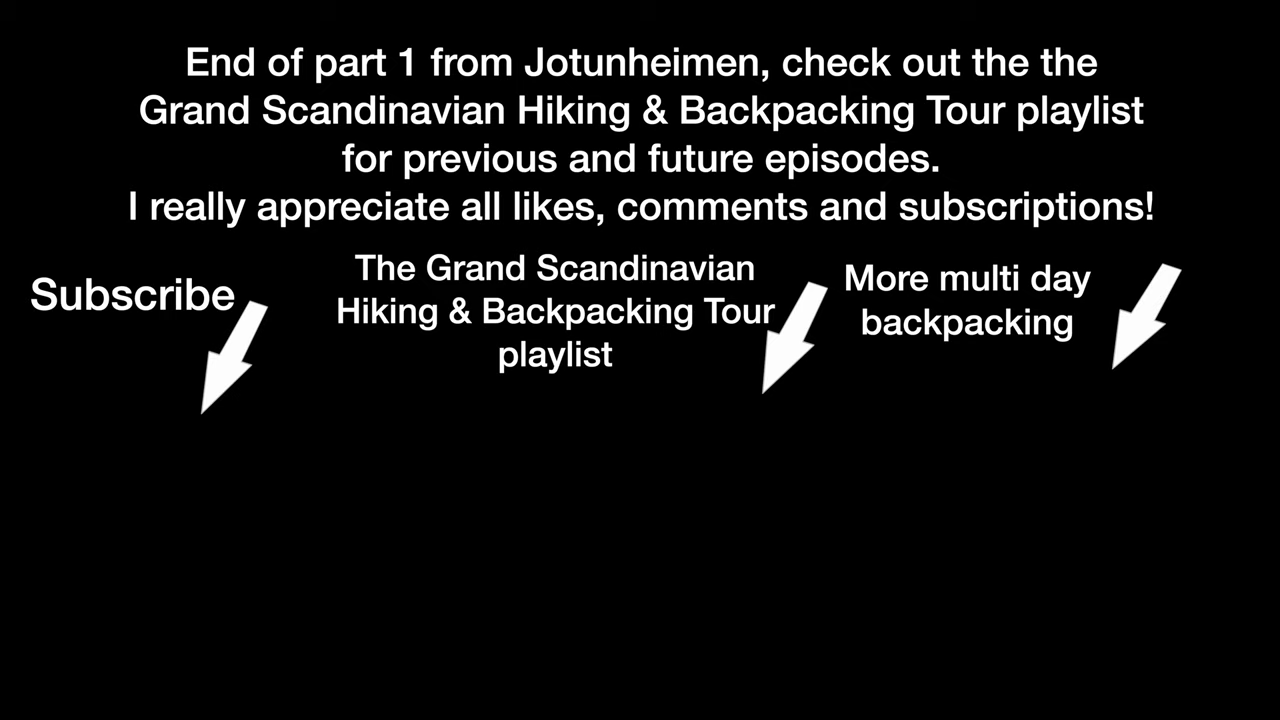 End of part 1 from Jotunheimen, check out the the
Grand Scandinavian Hiking & Backpacking Tour playlist
for previous and future episodes.
I really appreciate all likes, comments and subscriptions!
Subscribe
The Grand Scandinavian
Hiking & Backpacking Tour
playlist
More multi day
backpacking